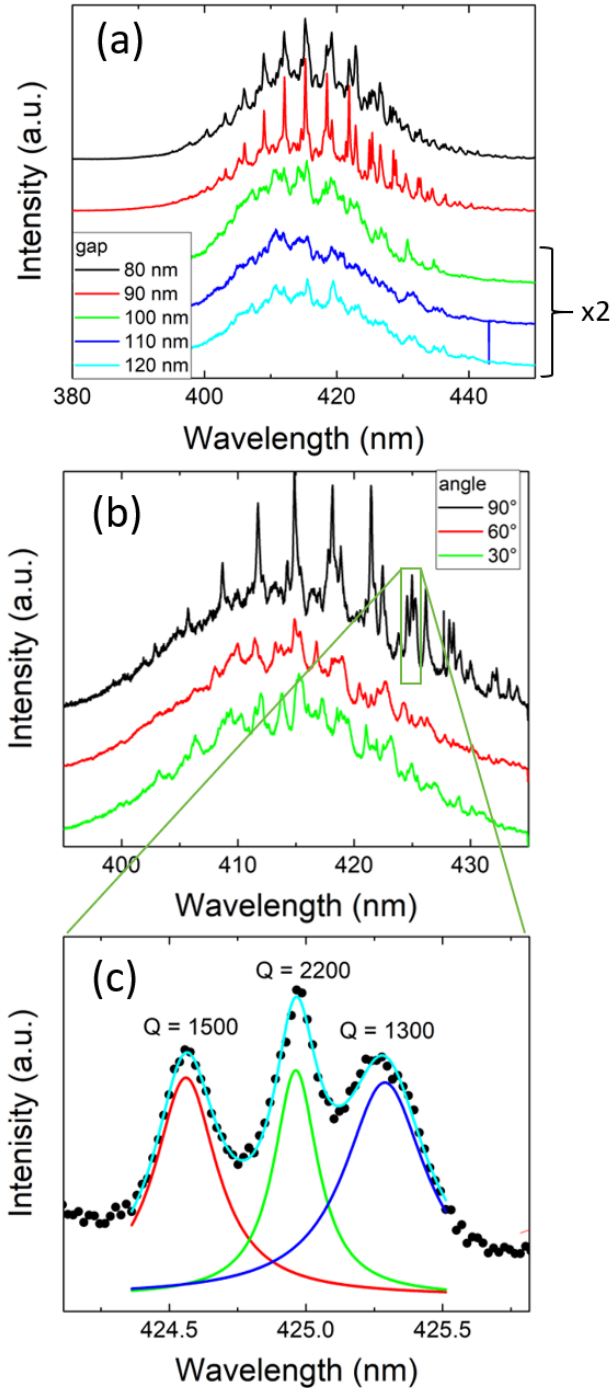 (a)
Intensity (a.u.)
gap
80 nm
90 nm
100 nm
110 nm
120 nm
x2
380 400 420 440
Wavelength (nm)
(b)
Intensity (a.u.)
angle
90°
60°
30°
400 410 420 430
Wavelength (nm)
(c)
Intenisity (a.u.)
Q = 2200
Q = 1500
Q = 1300
424.5 425.0 425.5
Wavelength (nm)